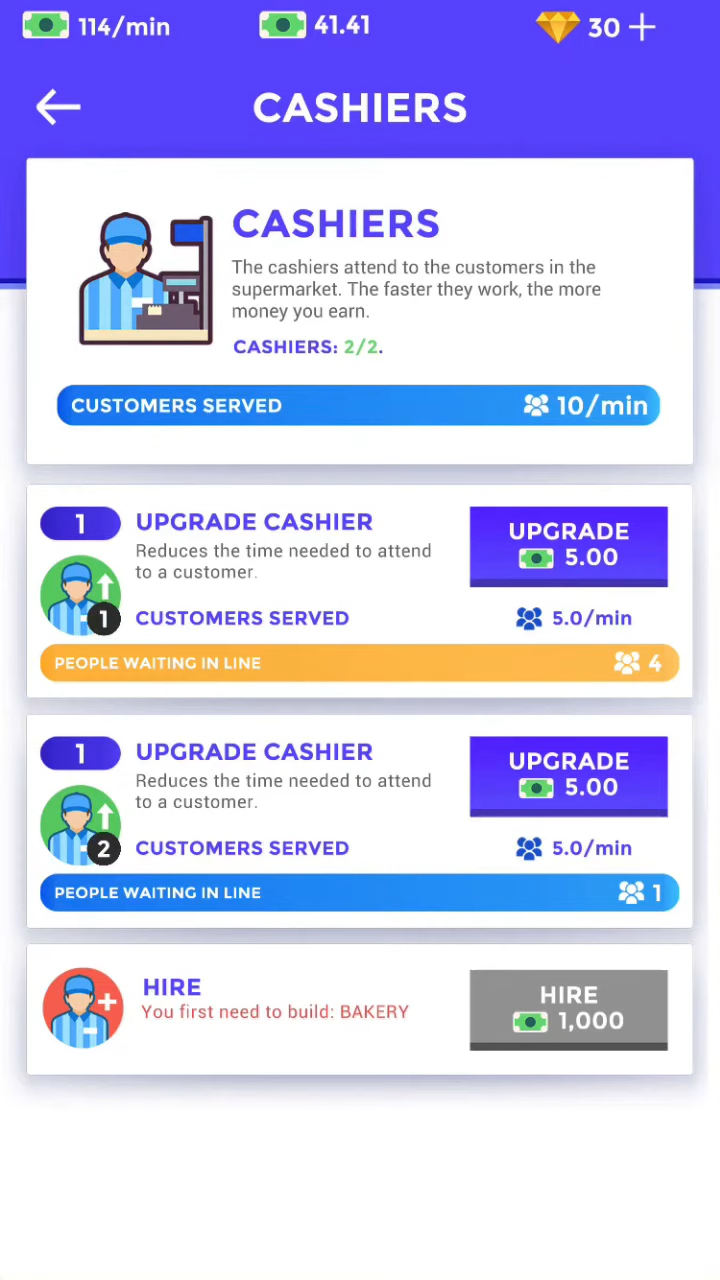 114/min
41.41
30 +
CASHIERS
CASHIERS
The cashiers attend to the customers in the
supermarket. The faster they work, the more
money you earn.
CASHIERS: 2/2.
CUSTOMERS SERVED
10/min
1
UPGRADE CASHIER
Reduces the time needed to attend
to a customer.
UPGRADE
5.00
1
CUSTOMERS SERVED
5.0/min
PEOPLE WAITING IN LINE
4
1
UPGRADE CASHIER
Reduces the time needed to attend
to a customer.
UPGRADE
5.00
2
CUSTOMERS SERVED
5.0/min
PEOPLE WAITING IN LINE
1
HIRE
You first need to build: BAKERY
HIRE
1,000